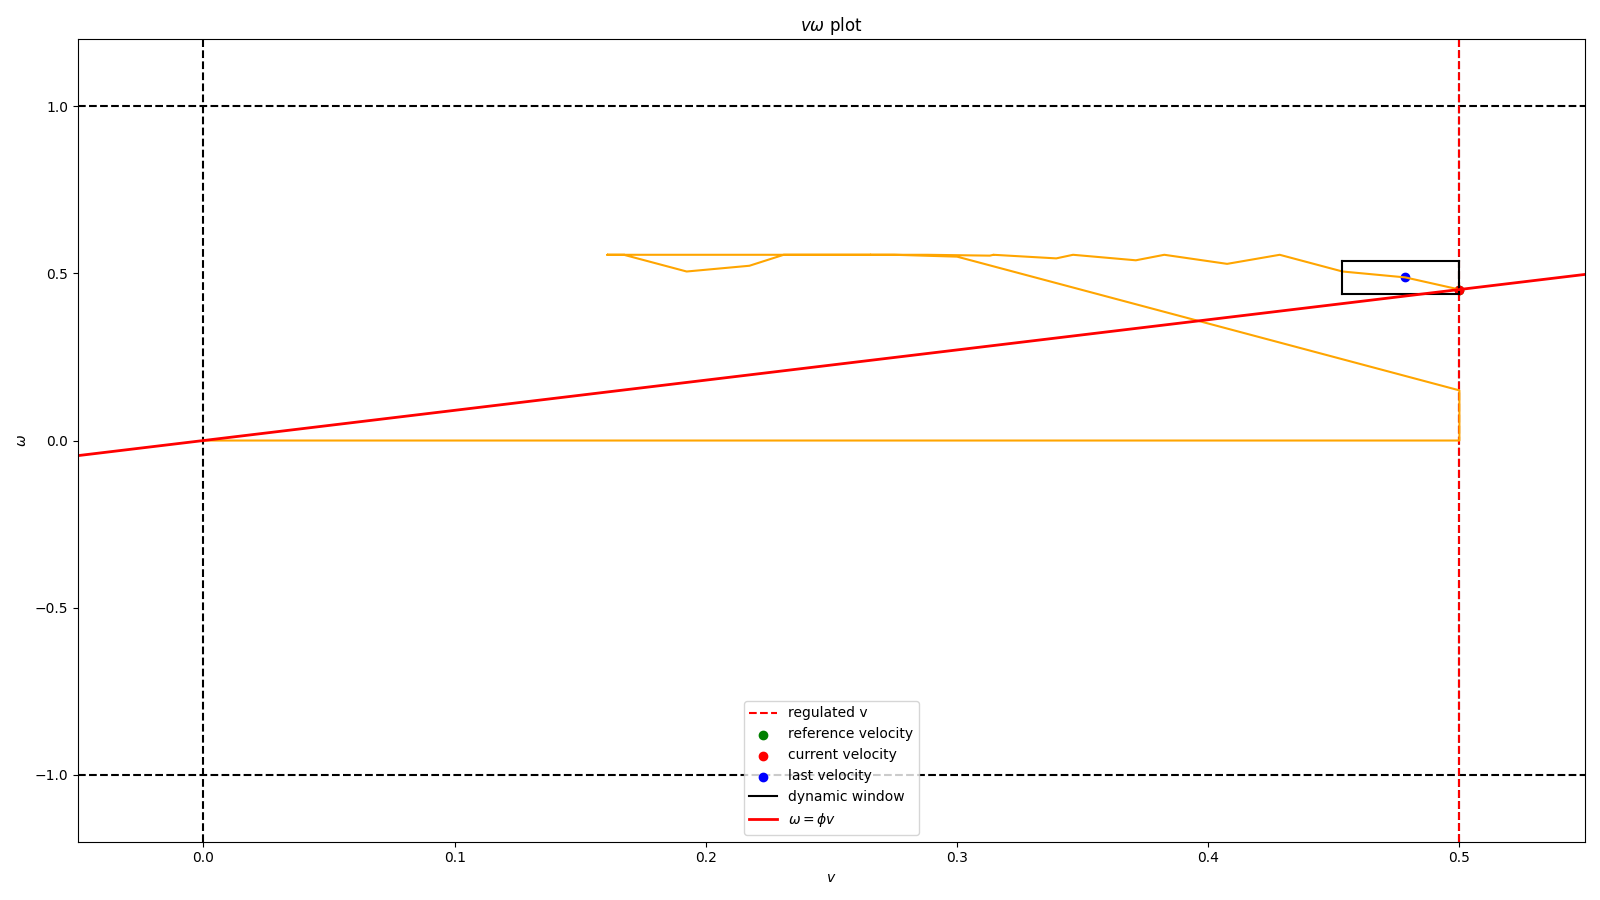 vω plot
1.0
0.5
0.0
−0.5
−1.0
ω
0.0 0.1 0.2 0.3 0.4 0.5
v
regulated v
reference velocity
current velocity
last velocity
dynamic window
ω = ϕv